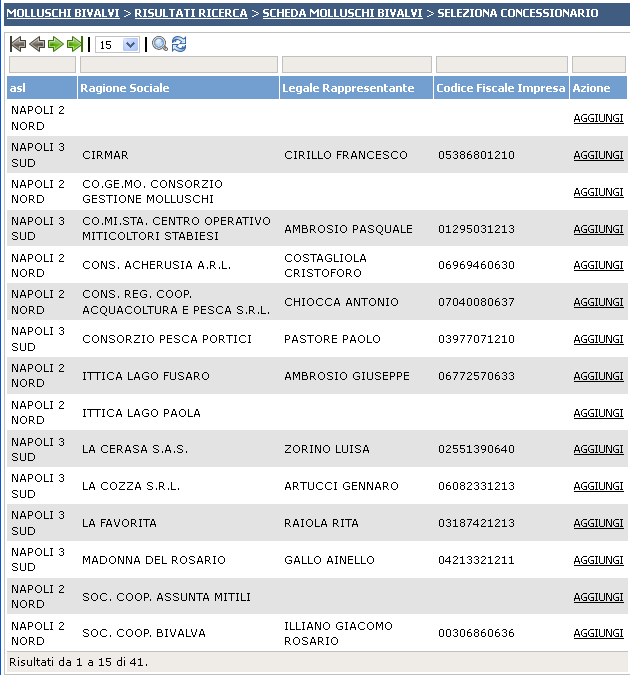 MOLLUSCHI BIVALVI > RISULTATI RICERCA > SCHEDA MOLLUSCHI BIVALVI > SELEZIONA CONCESSIONARIO
15
asl Ragione Sociale Legale Rappresentante Codice Fiscale Impresa Azione
NAPOLI 2
NORD
AGGIUNGI
NAPOLI 3
SUD
CIRMAR CIRILLO FRANCESCO 05386801210 AGGIUNGI
NAPOLI 2
NORD
CO.GE.MO. CONSORZIO
GESTIONE MOLLUSCHI
AGGIUNGI
NAPOLI 3
SUD
CO.MI.STA. CENTRO OPERATIVO
MITICOLTORI STABIESI
AMBROSIO PASQUALE 01295031213 AGGIUNGI
NAPOLI 2
NORD
CONS. ACHERUSIA A.R.L.
COSTAGLIOLA
CRISTOFORO
06969460630 AGGIUNGI
NAPOLI 2
NORD
CONS. REG. COOP.
ACQUACOLTURA E PESCA S.R.L.
CHIOCCA ANTONIO 07040080637 AGGIUNGI
NAPOLI 3
SUD
CONSORZIO PESCA PORTICI PASTORE PAOLO 03977071210 AGGIUNGI
NAPOLI 2
NORD
ITTICA LAGO FUSARO AMBROSIO GIUSEPPE 06772570633 AGGIUNGI
NAPOLI 2
NORD
ITTICA LAGO PAOLA AGGIUNGI
NAPOLI 3
SUD
LA CERASA S.A.S. ZORINO LUISA 02551390640 AGGIUNGI
NAPOLI 3
SUD
LA COZZA S.R.L. ARTUCCI GENNARO 06082331213 AGGIUNGI
NAPOLI 3
SUD
LA FAVORITA RAIOLA RITA 03187421213 AGGIUNGI
NAPOLI 3
SUD
MADONNA DEL ROSARIO GALLO AINELLO 04213321211 AGGIUNGI
NAPOLI 2
NORD
SOC. COOP. ASSUNTA MITILI AGGIUNGI
NAPOLI 2
NORD
SOC. COOP. BIVALVA
ILLIANO GIACOMO
ROSARIO
00306860636 AGGIUNGI
Risultati da 1 a 15 di 41.